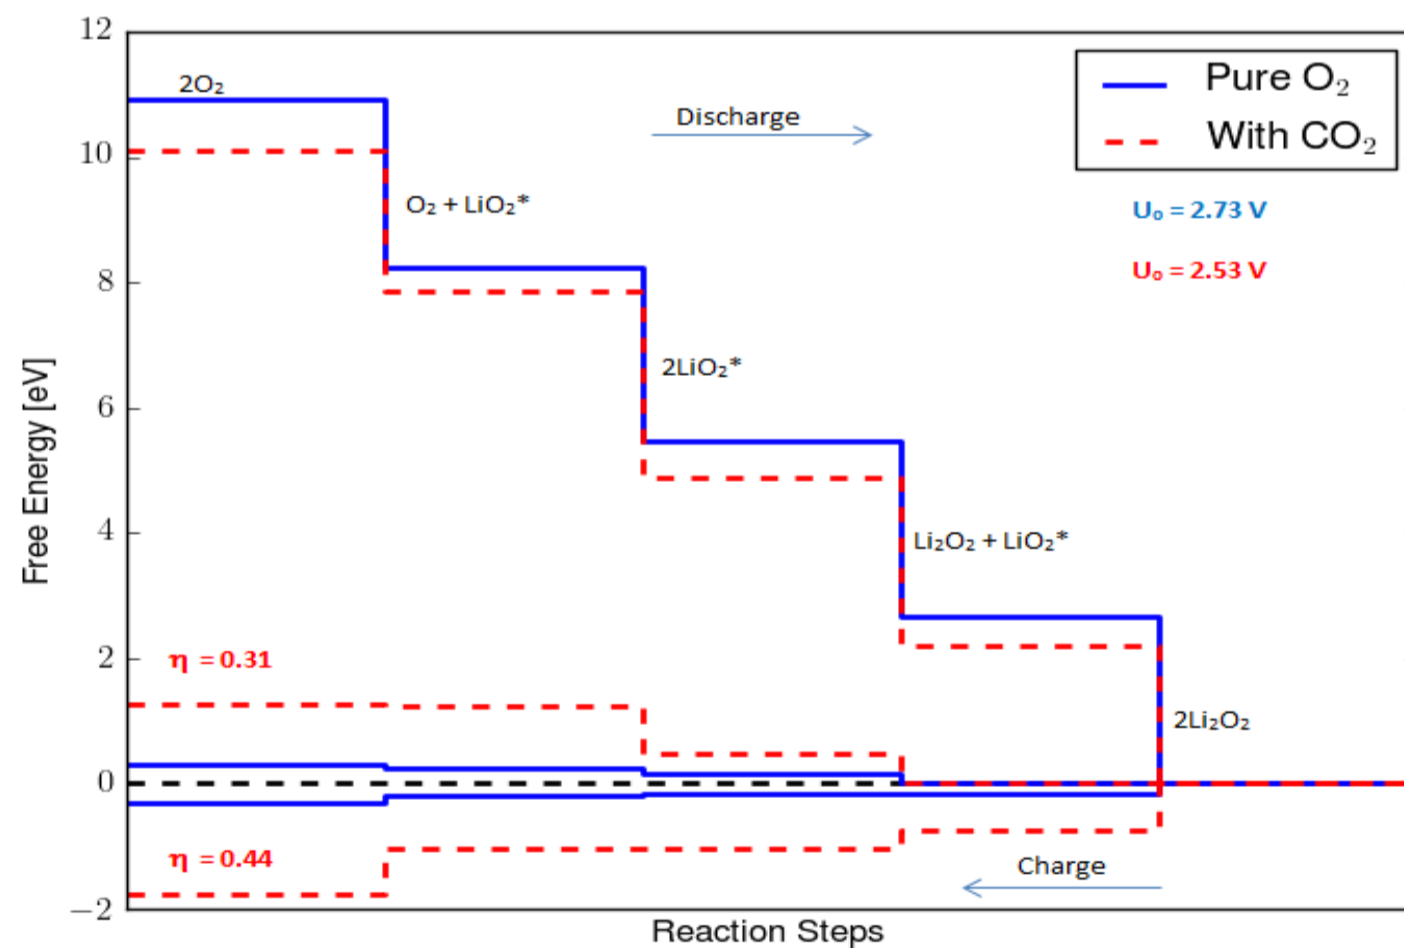 12
2O₂
Discharge
Pure O₂
With CO₂
10
O₂ + LiO₂*
U₀ = 2.73 V
U₀ = 2.53 V
8
2LiO₂*
6
Free Energy [eV]
4
Li₂O₂ + LiO₂*
2
η = 0.31
2Li₂O₂
0
η = 0.44
Charge
−2
Reaction Steps